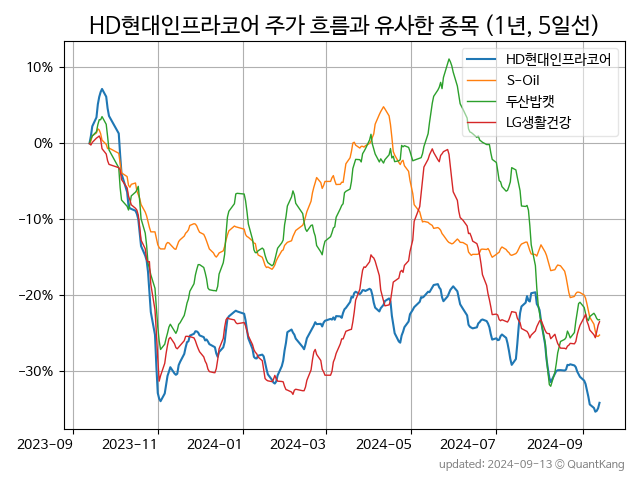 HD현대인프라코어 주가 흐름과 유사한 종목 (1년, 5일선)
HD현대인프라코어
S-Oil
두산밥캣
LG생활건강
10%
0%
−10%
−20%
−30%
2023-09
2023-11
2024-01
2024-03
2024-05
2024-07
2024-09
updated: 2024-09-13 © QuantKang